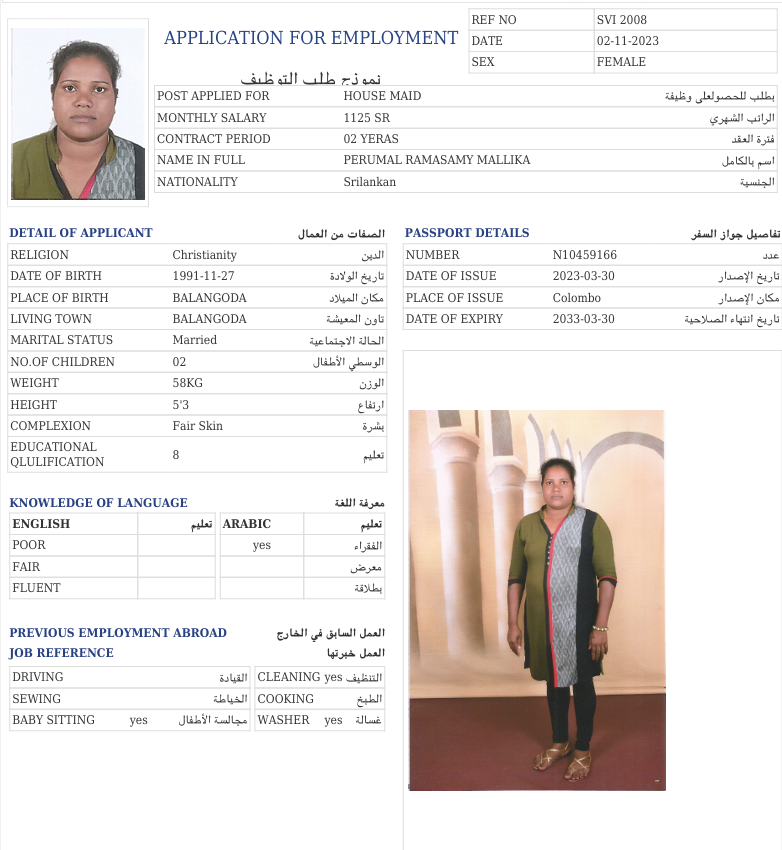 APPLICATION FOR EMPLOYMENT
نموذج طلب التوظيف
REF NO SVI 2008
DATE 02-11-2023
SEX FEMALE
POST APPLIED FOR HOUSE MAID بطلب للحصولعلى وظيفة
MONTHLY SALARY 1125 SR الراتب الشهري
CONTRACT PERIOD 02 YERAS فترة العقد
NAME IN FULL PERUMAL RAMASAMY MALLIKA اسم بالكامل
NATIONALITY Srilankan الجنسية
DETAIL OF APPLICANT الصفات من العمال
RELIGION Christianity الدين
DATE OF BIRTH 1991-11-27 تاريخ الولادة
PLACE OF BIRTH BALANGODA مكان الميلاد
LIVING TOWN BALANGODA تاون المعيشة
MARITAL STATUS Married الحالة الاجتماعية
NO.OF CHILDREN 02 الوسطي الأطفال
WEIGHT 58KG الوزن
HEIGHT 5'3 ارتفاع
COMPLEXION Fair Skin بشرة
EDUCATIONAL
QLULIFICATION 8 تعليم
PASSPORT DETAILS تفاصيل جواز السفر
NUMBER N10459166 عدد
DATE OF ISSUE 2023-03-30 تاريخ الإصدار
PLACE OF ISSUE Colombo مكان الإصدار
DATE OF EXPIRY 2033-03-30 تاريخ انتهاء الصلاحية
KNOWLEDGE OF LANGUAGE معرفة اللغة
ENGLISH تعليم ARABIC تعليم
POOR yes الفقراء
FAIR معرض
FLUENT بطلاقة
PREVIOUS EMPLOYMENT ABROAD العمل السابق في الخارج
JOB REFERENCE العمل خبرتها
DRIVING القيادة CLEANING yes التنظيف
SEWING الخياطة COOKING الطبخ
BABY SITTING yes مجالسة الأطفال WASHER yes غسالة